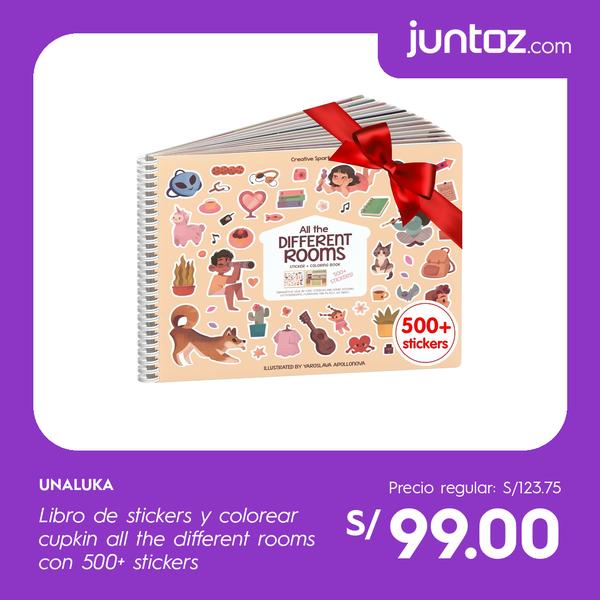 juntoz.com
Creative Spark
All the
DIFFERENT
ROOMS
STICKER + COLORING BOOK
500+
STICKERS!
500+
stickers
ILLUSTRATED BY YAROSLAVA APOLLONOVA
UNALUKA
Precio regular: S/123.75
Libro de stickers y colorear
cupkin all the different rooms
con 500+ stickers
S/ 99.00